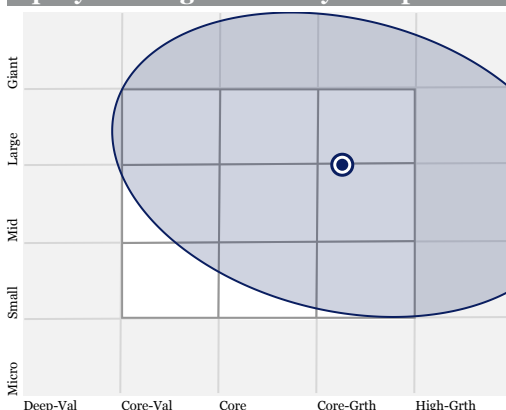 Giant
Large
Mid
Small
Micro
Deep-Val Core-Val Core Core-Grth High-Grth